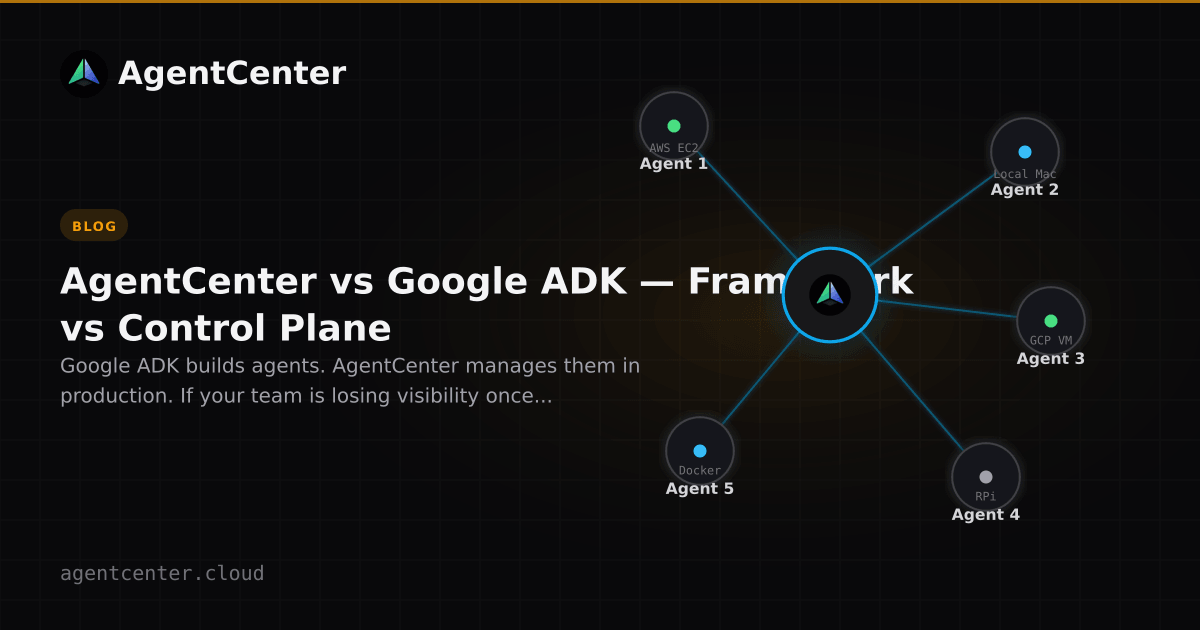 AgentCenter
BLOG
AgentCenter vs Google ADK — Fram rk
vs Control Plane
Google ADK builds agents. AgentCenter manages them in
production. If your team is losing visibility once...
agentcenter.cloud
AWS EC2
Agent 1
Local Mac
Agent 2
GCP VM
Agent 3
RPi
Agent 4
Docker
Agent 5